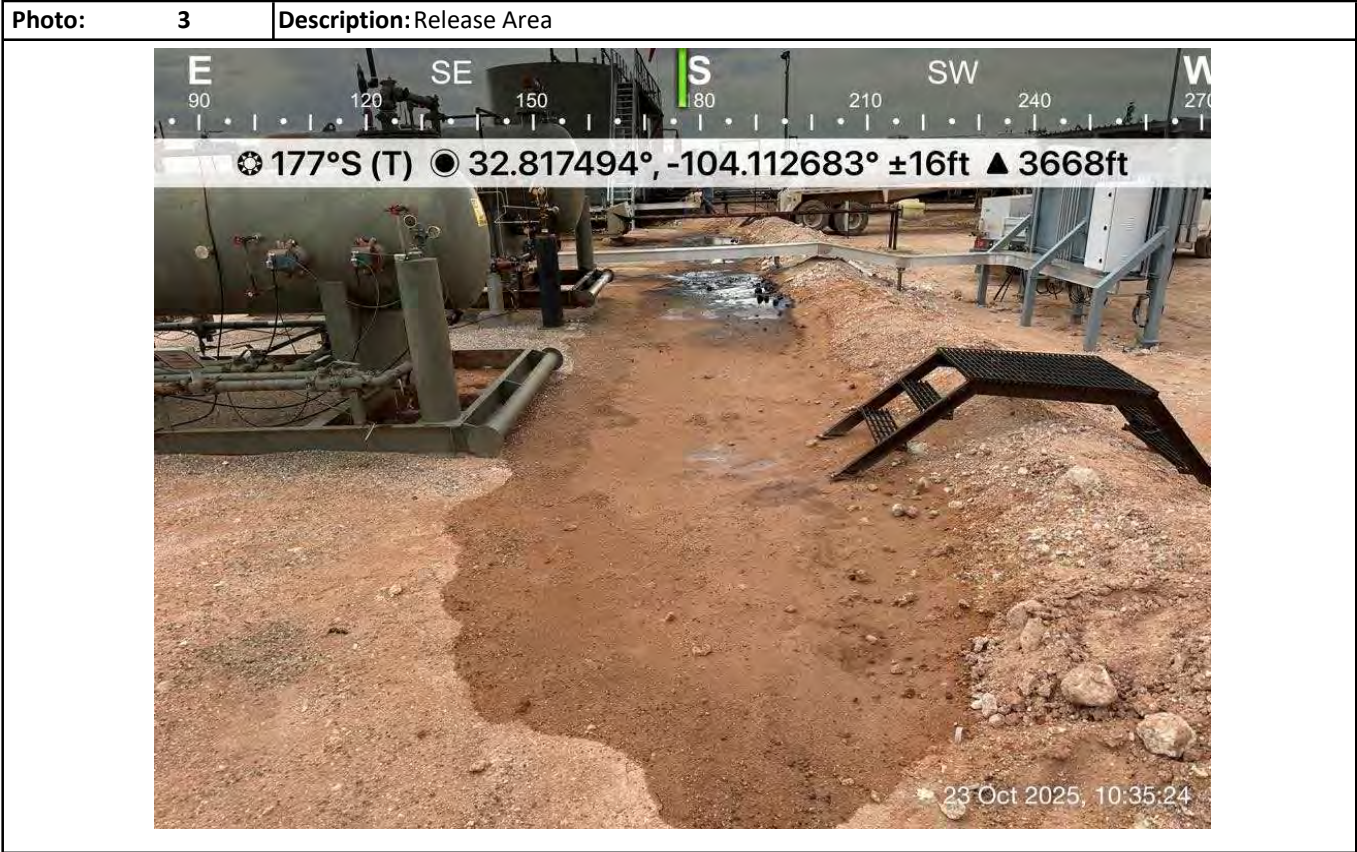 Photo: 3 Description: Release Area
E SE S SW W
90 120 150 180 210 240 270
177°S (T) 32.817494°, -104.112683° ±16ft ▲ 3668ft
23 Oct 2025, 10:35:24